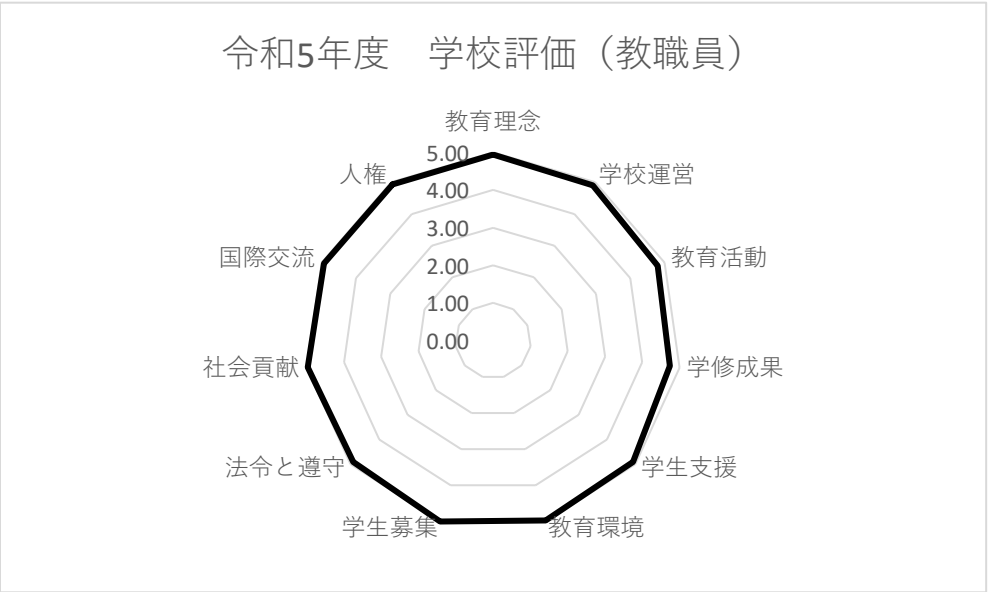 令和5年度　学校評価（教職員）
教育理念
学校運営
教育活動
学修成果
学生支援
教育環境
学生募集
法令と遵守
社会貢献
国際交流
人権
5.00
4.00
3.00
2.00
1.00
0.00